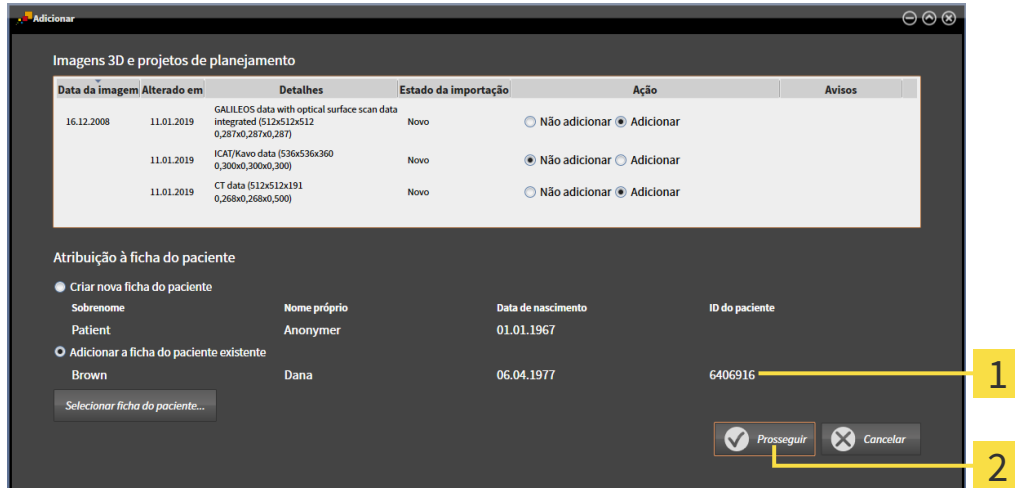 Adicionar
Imagens 3D e projetos de planejamento
Data da imagem Alterado em Detalhes Estado da importação Ação Avisos
16.12.2008 11.01.2019 GALILEOS data with optical surface scan data integrated (512x512x512 0,287x0,287x0,287) Novo Não adicionar Adicionar
11.01.2019 ICAT/Kavo data (536x536x360 0,300x0,300x0,300) Novo Não adicionar Adicionar
11.01.2019 CT data (512x512x191 0,268x0,268x0,500) Novo Não adicionar Adicionar
Atribuição à ficha do paciente
Criar nova ficha do paciente
Sobrenome Nome próprio Data de nascimento ID do paciente
Patient Anonymer 01.01.1967
Adicionar a ficha do paciente existente
Brown Dana 06.04.1977 6406916 1
Selecionar ficha do paciente...
Prosseguir Cancelar
2